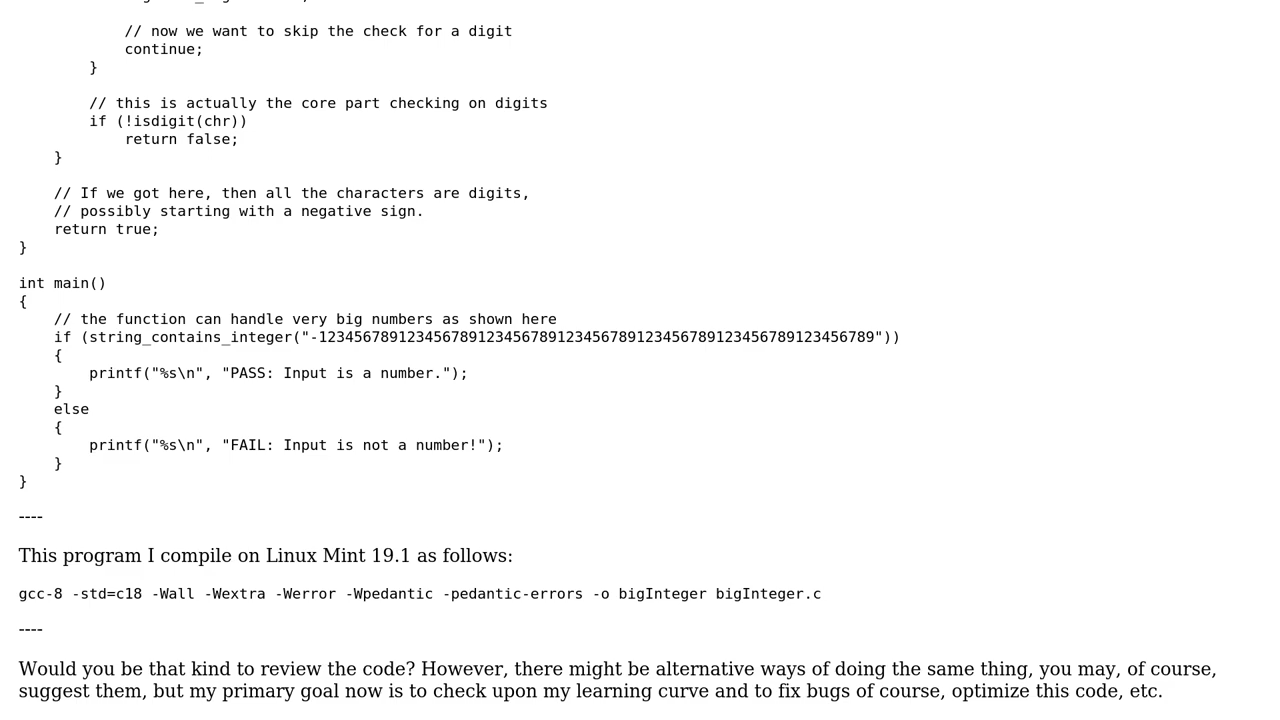 // now we want to skip the check for a digit
            continue;
        }

        // this is actually the core part checking on digits
        if (!isdigit(chr))
            return false;
    }

    // If we got here, then all the characters are digits,
    // possibly starting with a negative sign.
    return true;
}

int main()
{
    // the function can handle very big numbers as shown here
    if (string_contains_integer("-123456789123456789123456789123456789123456789123456789123456789"))
    {
        printf("%s\n", "PASS: Input is a number.");
    }
    else
    {
        printf("%s\n", "FAIL: Input is not a number!");
    }
}
----
This program I compile on Linux Mint 19.1 as follows:
gcc-8 -std=c18 -Wall -Wextra -Werror -Wpedantic -pedantic-errors -o bigInteger bigInteger.c
----
Would you be that kind to review the code? However, there might be alternative ways of doing the same thing, you may, of course,
suggest them, but my primary goal now is to check upon my learning curve and to fix bugs of course, optimize this code, etc.